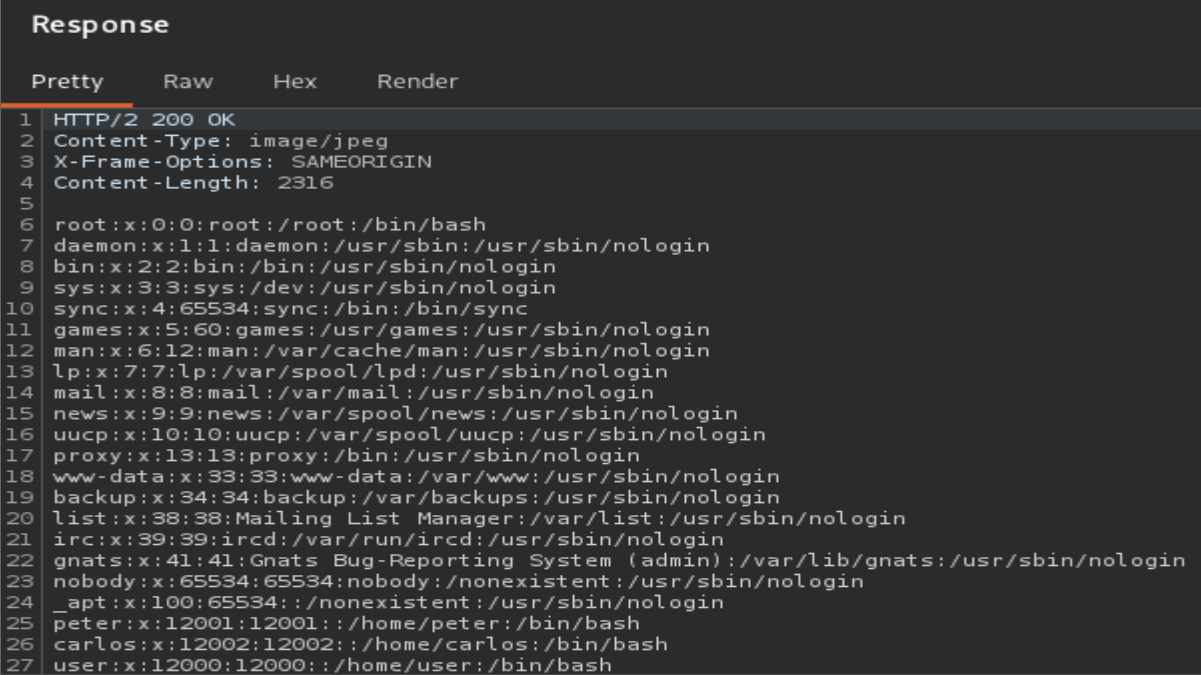 Response
Pretty Raw Hex Render
1 HTTP/2 200 OK
2 Content-Type: image/jpeg
3 X-Frame-Options: SAMEORIGIN
4 Content-Length: 2316
5
6 root:x:0:0:root:/root:/bin/bash
7 daemon:x:1:1:daemon:/usr/sbin:/usr/sbin/nologin
8 bin:x:2:2:bin:/bin:/usr/sbin/nologin
9 sys:x:3:3:sys:/dev:/usr/sbin/nologin
10 sync:x:4:65534:sync:/bin:/bin/sync
11 games:x:5:60:games:/usr/games:/usr/sbin/nologin
12 man:x:6:12:man:/var/cache/man:/usr/sbin/nologin
13 lp:x:7:7:lp:/var/spool/lpd:/usr/sbin/nologin
14 mail:x:8:8:mail:/var/mail:/usr/sbin/nologin
15 news:x:9:9:news:/var/spool/news:/usr/sbin/nologin
16 uucp:x:10:10:uucp:/var/spool/uucp:/usr/sbin/nologin
17 proxy:x:13:13:proxy:/bin:/usr/sbin/nologin
18 www-data:x:33:33:www-data:/var/www:/usr/sbin/nologin
19 backup:x:34:34:backup:/var/backups:/usr/sbin/nologin
20 list:x:38:38:Mailing List Manager:/var/list:/usr/sbin/nologin
21 irc:x:39:39:ircd:/var/run/ircd:/usr/sbin/nologin
22 gnats:x:41:41:Gnats Bug-Reporting System (admin):/var/lib/gnats:/usr/sbin/nologin
23 nobody:x:65534:65534:nobody:/nonexistent:/usr/sbin/nologin
24 _apt:x:100:65534::/nonexistent:/usr/sbin/nologin
25 peter:x:12001:12001::/home/peter:/bin/bash
26 carlos:x:12002:12002::/home/carlos:/bin/bash
27 user:x:12000:12000::/home/user:/bin/bash